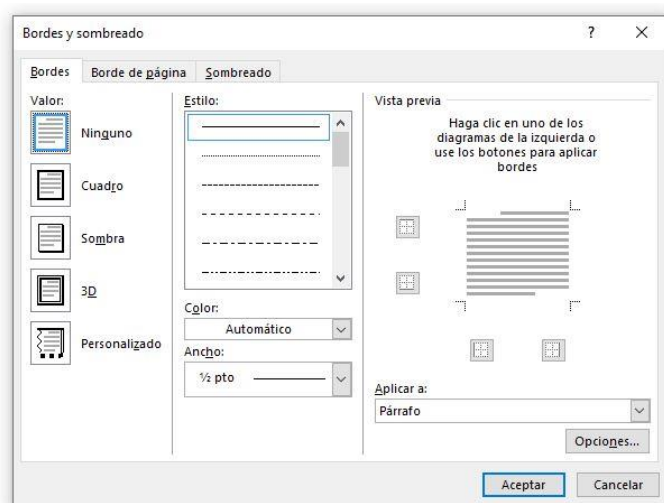 Bordes y sombreado
?
Bordes
Borde de página
Sombreado
Valor:
Ninguno
Cuadro
Sombra
3D
Personalizado
Estilo:
Color:
Automático
Ancho:
½ pto
Vista previa
Haga clic en uno de los
diagramas de la izquierda o
use los botones para aplicar
bordes
Aplicar a:
Párrafo
Opciones...
Aceptar
Cancelar